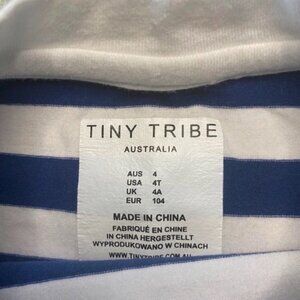 TINY TRIBE
AUSTRALIA
AUS 4
USA 4T
UK 4A
EUR 104
MADE IN CHINA
FABRIQUÉ EN CHINE
IN CHINA HERGESTELLT
WYPRODUKOWANO W CHINACH
WWW.TINYTRIBE.COM.AU